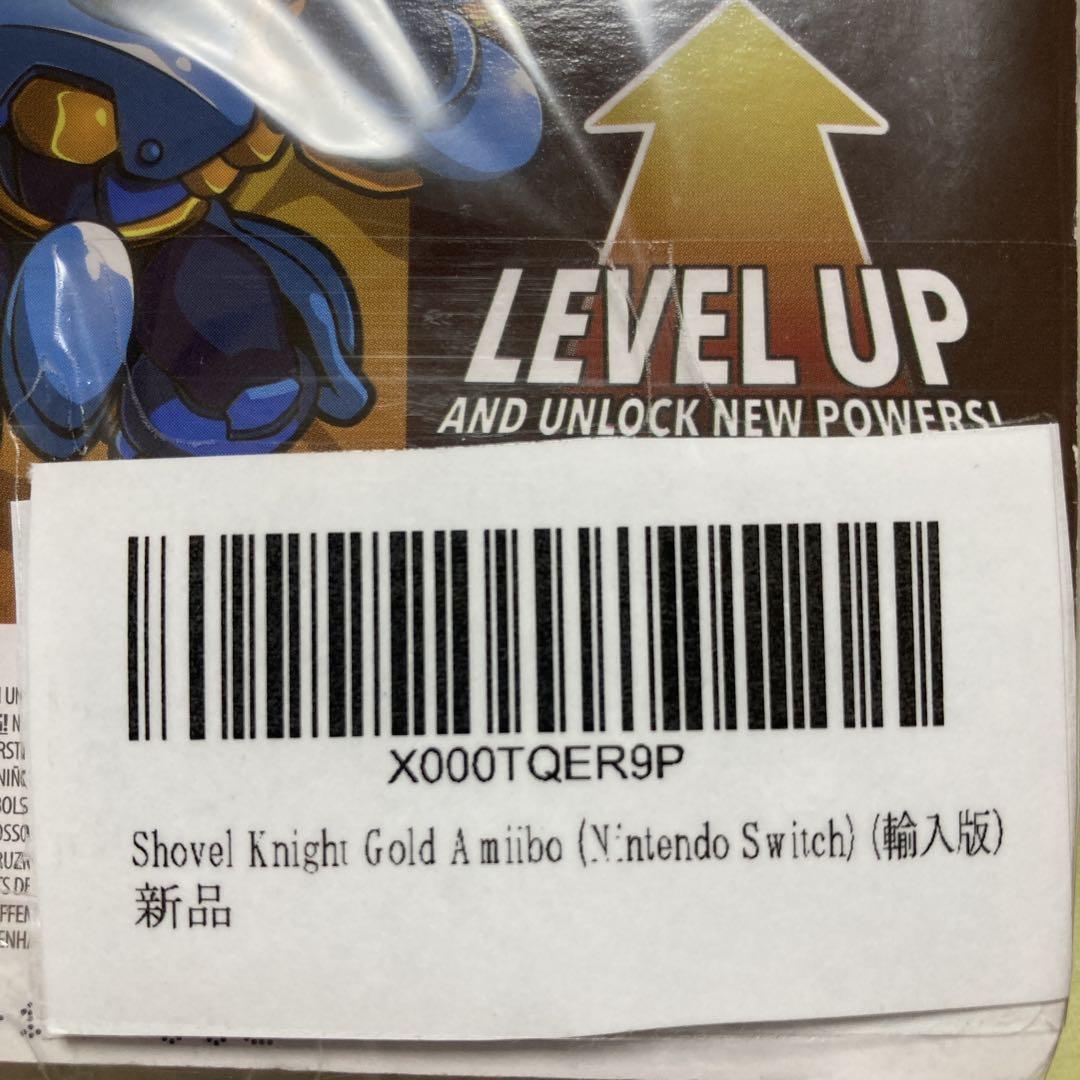 LEVEL UP
AND UNLOCK NEW POWERS!
X000TQER9P
Shovel Knight Gold Amiibo (Nintendo Switch) (輸入版)
新品